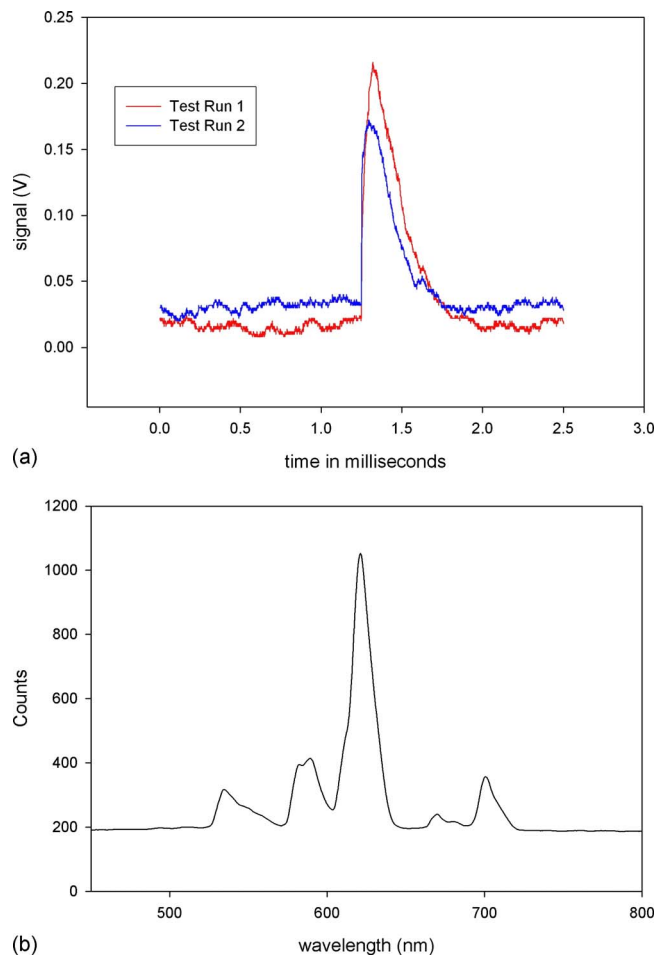 0.25
0.20
0.15
0.10
0.05
0.00
signal (V)
Test Run 1
Test Run 2
0.0 0.5 1.0 1.5 2.0 2.5 3.0
time in milliseconds
(a)
1200
1000
800
600
400
200
0
Counts
500 600 700 800
wavelength (nm)
(b)